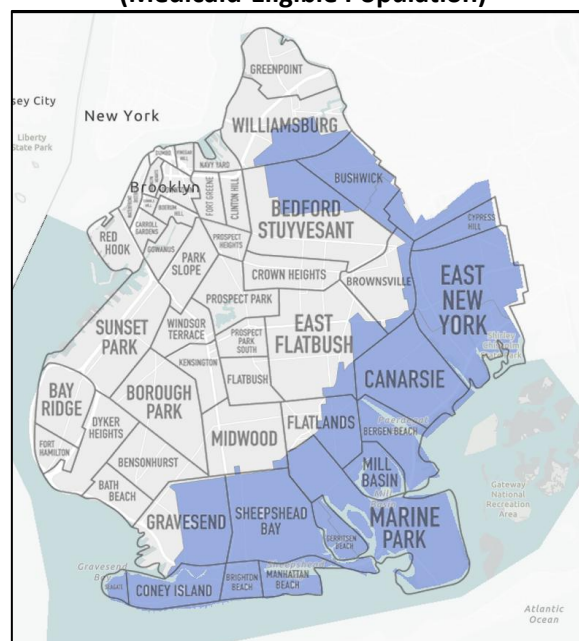 (Medicaid-Eligible Population)
sey City
New York
Liberty
State Park
GREENPOINT
WILLIAMSBURG
NAVY YARD
BUSHWICK
Brooklyn
FORT GREENE
CLINTON HILL
BEDFORD
STUYVESANT
CYPRESS
HILL
BOERUM HILL
CARROLL
GARDENS
RED
HOOK
GOWANUS
PROSPECT
HEIGHTS
PARK
SLOPE
CROWN HEIGHTS
BROWNSVILLE
EAST
NEW
YORK
PROSPECT PARK
SUNSET
PARK
WINDSOR
TERRACE
PROSPECT
PARK
SOUTH
EAST
FLATBUSH
KENSINGTON
CANARSIE
BAY
RIDGE
BOROUGH
PARK
FLATBUSH
DYKER
HEIGHTS
MIDWOOD
FLATLANDS
BERGEN BEACH
FORT
HAMILTON
BENSONHURST
MILL
BASIN
BATH
BEACH
Gateway
National
Recreation
Area
GRAVESEND
SHEEPSHEAD
BAY
MARINE
PARK
GERRITSEN
BEACH
Gravesend
Bay
SEAGATE
CONEY ISLAND
BRIGHTON
BEACH
MANHATTAN
BEACH
Atlantic
Ocean